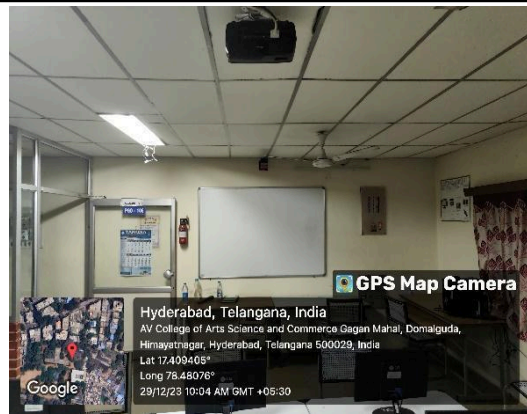 GPS Map Camera
Hyderabad, Telangana, India
AV College of Arts Science and Commerce Gagan Mahal, Domalguda,
Himayatnagar, Hyderabad, Telangana 500029, India
Lat 17.409405°
Long 78.48076°
29/12/23 10:04 AM GMT +05:30
Google